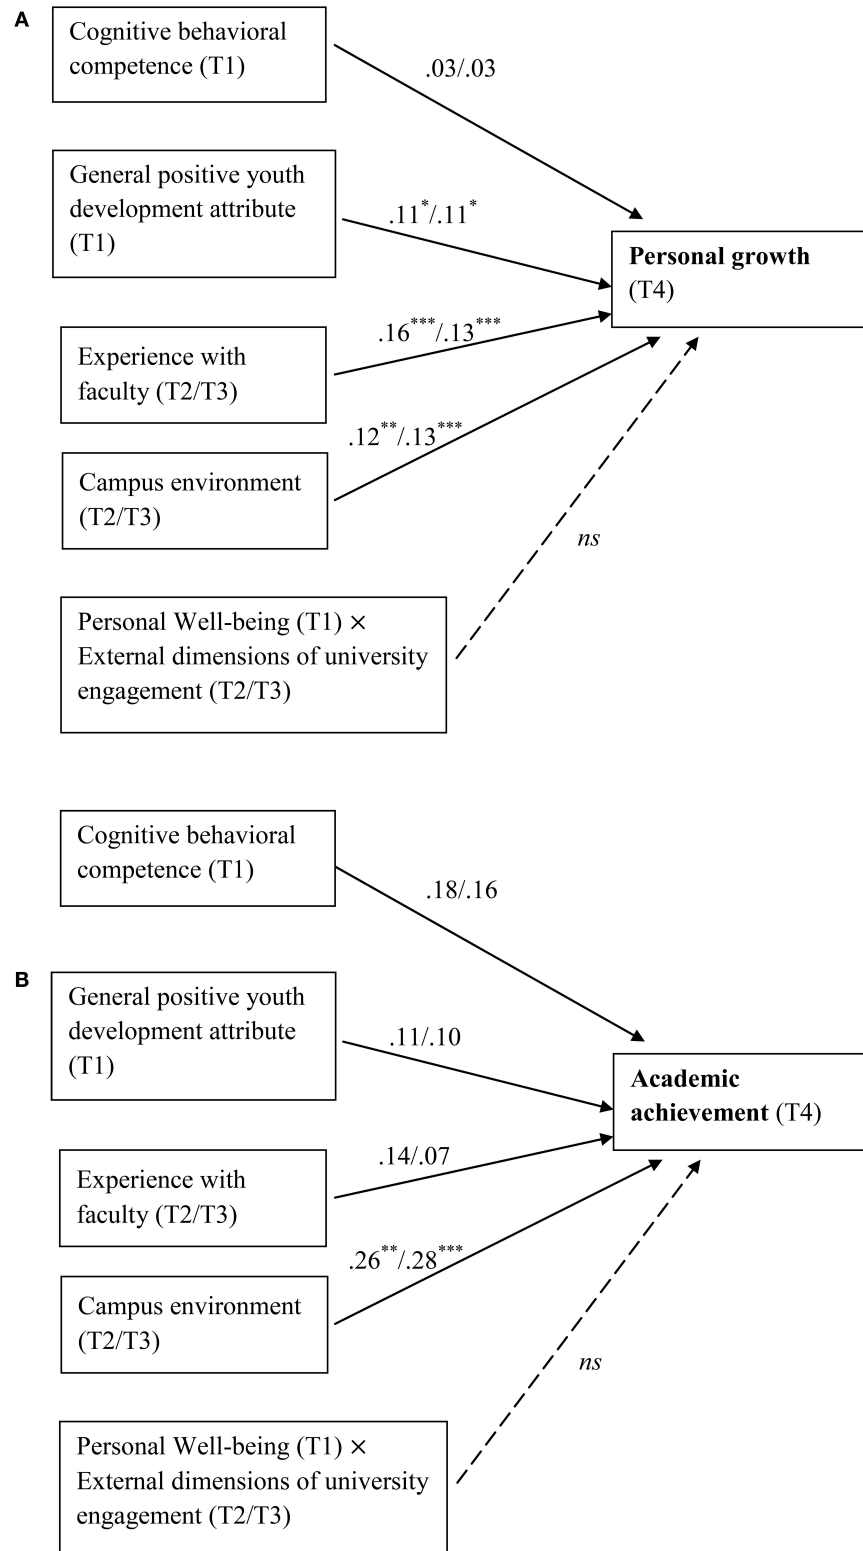 A
Cognitive behavioral
competence (T1)
.03/.03
General positive youth
development attribute
(T1)
.11*/.11*
Personal growth
(T4)
Experience with
faculty (T2/T3)
.16***/.13***
Campus environment
(T2/T3)
.12**/.13***
ns
Personal Well-being (T1) ×
External dimensions of university
engagement (T2/T3)
Cognitive behavioral
competence (T1)
.18/.16
B
General positive youth
development attribute
(T1)
.11/.10
Academic
achievement (T4)
Experience with
faculty (T2/T3)
.14/.07
Campus environment
(T2/T3)
.26**/.28***
ns
Personal Well-being (T1) ×
External dimensions of university
engagement (T2/T3)